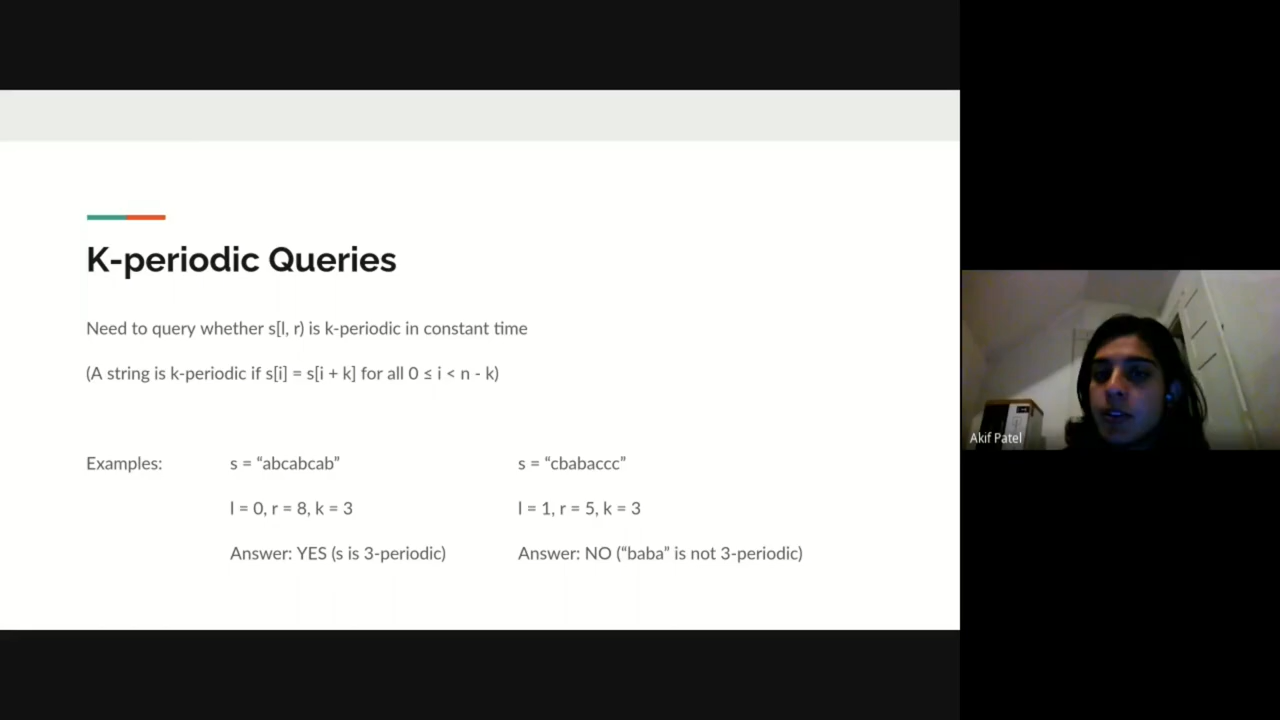 K-periodic Queries
Need to query whether s[l, r) is k-periodic in constant time
(A string is k-periodic if s[i] = s[i + k] for all 0 ≤ i < n - k)
Examples:
s = “abcabcab”
l = 0, r = 8, k = 3
Answer: YES (s is 3-periodic)
s = “cbabaccc”
l = 1, r = 5, k = 3
Answer: NO (“baba” is not 3-periodic)
Akif Patel